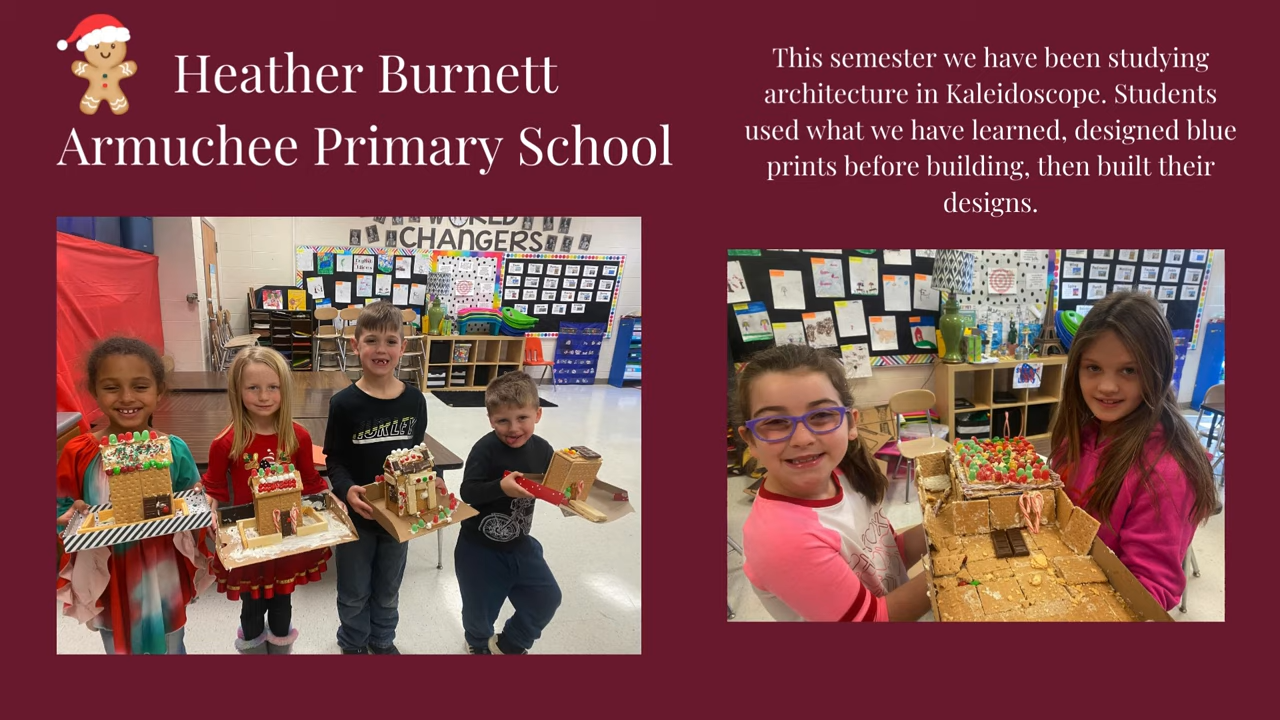 Heather Burnett
Armuchee Primary School
This semester we have been studying
architecture in Kaleidoscope. Students
used what we have learned, designed blue
prints before building, then built their
designs.
WORLD
CHANGERS